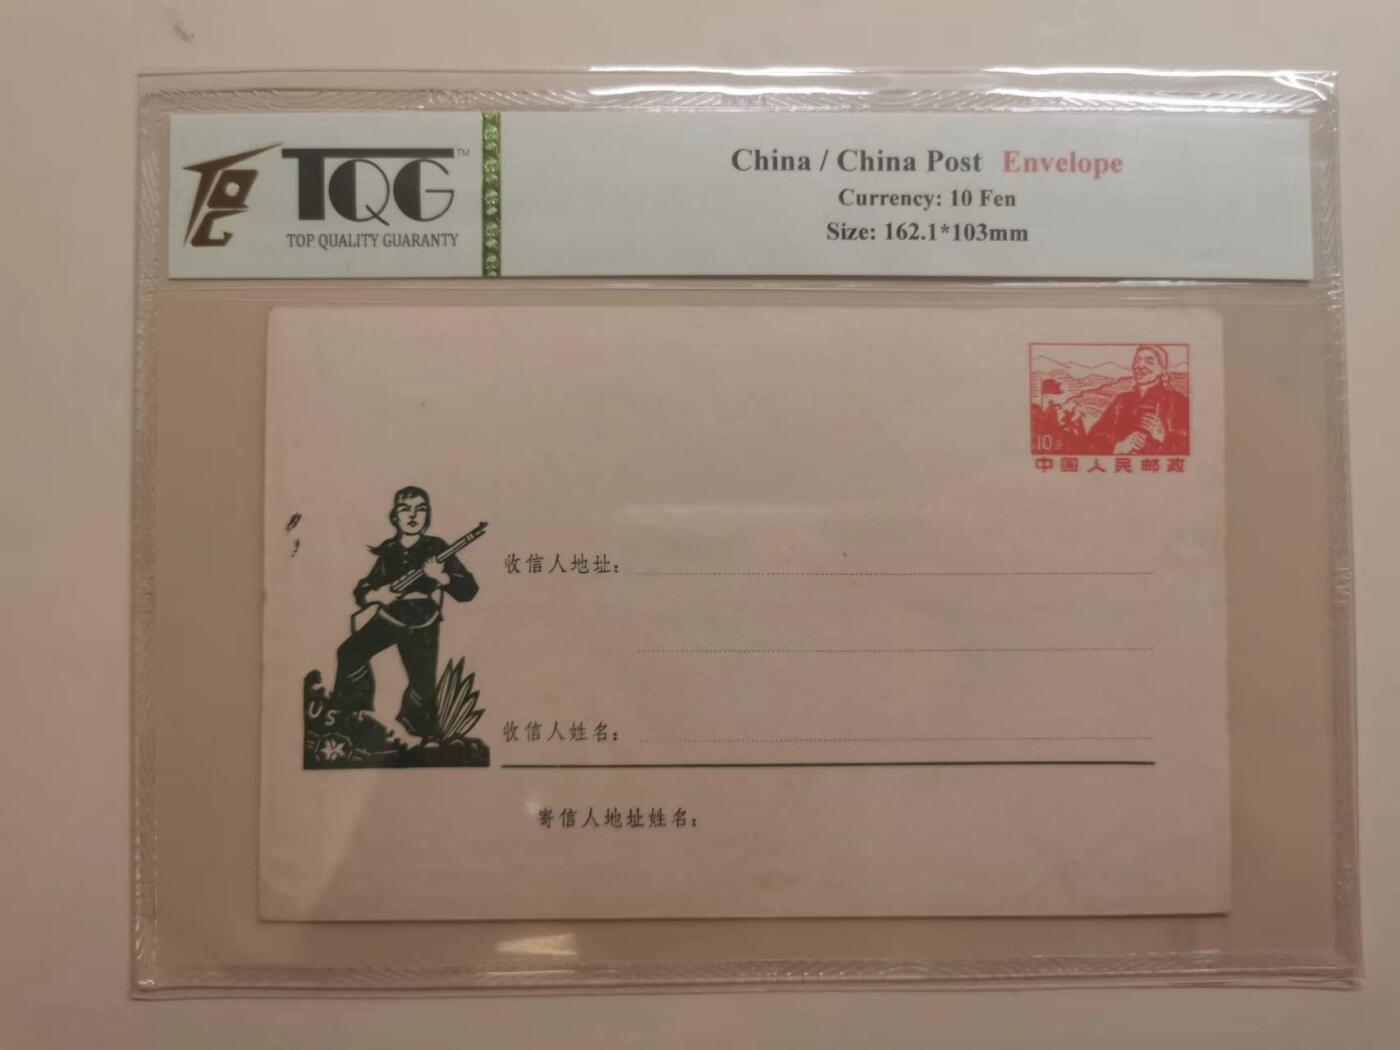 TQG™
TOP QUALITY GUARANTY
China / China Post Envelope
Currency: 10 Fen
Size: 162.1*103mm
10分
中国人民邮政
收信人地址：
US
收信人姓名：
寄信人地址姓名：